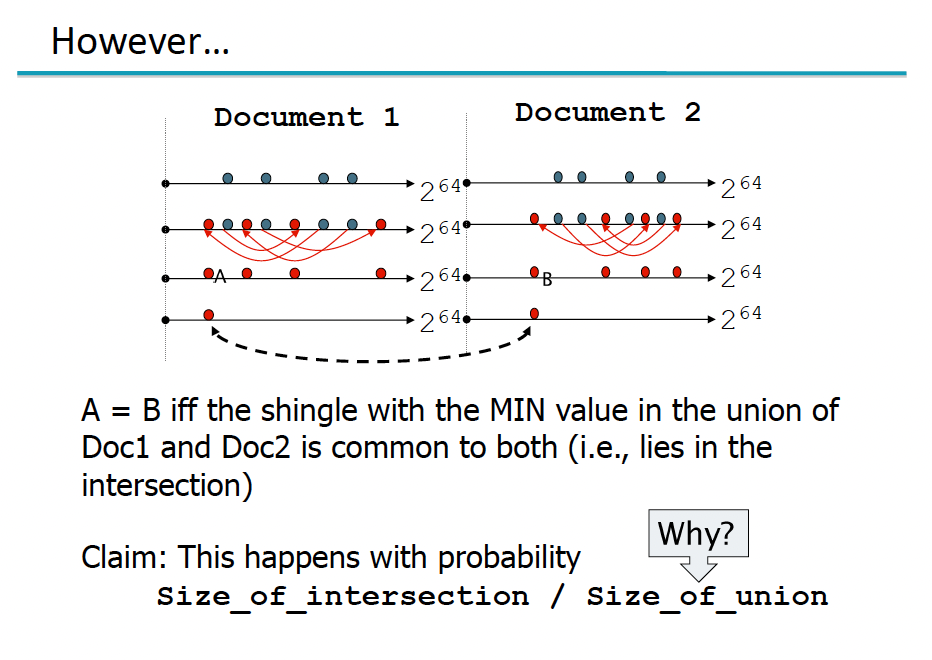 However…
Document 1
Document 2
2^64
2^64
2^64
2^64
A
2^64
B
2^64
2^64
2^64
A = B iff the shingle with the MIN value in the union of
Doc1 and Doc2 is common to both (i.e., lies in the
intersection)
Why?
Claim: This happens with probability
Size_of_intersection / Size_of_union